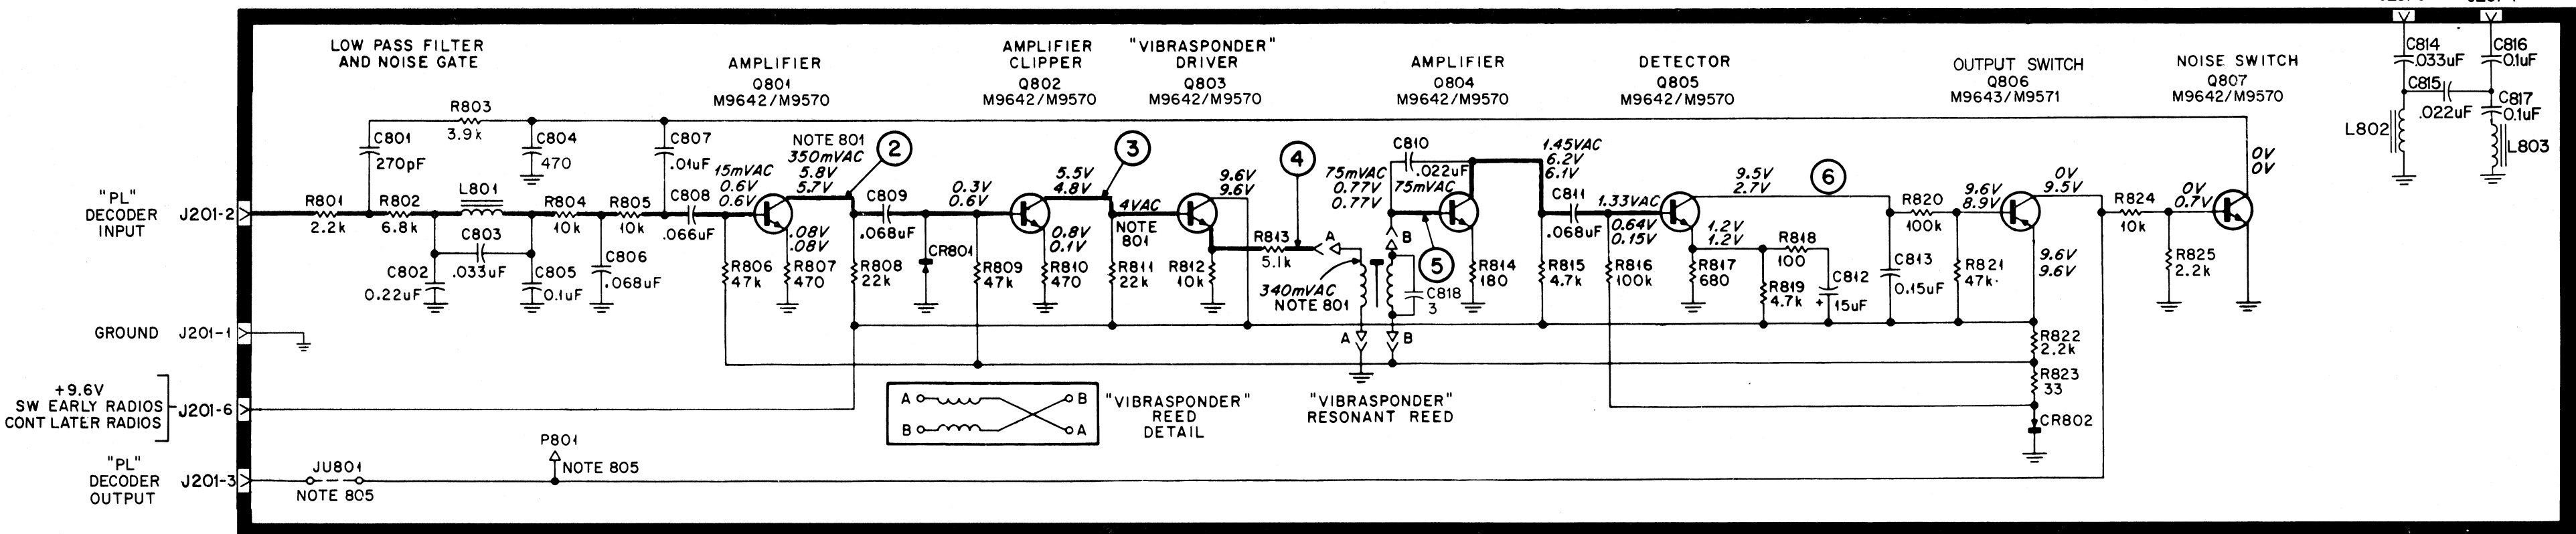 LOW PASS FILTER
AND NOISE GATE
AMPLIFIER
Q801
M9642/M9570
AMPLIFIER
CLIPPER
Q802
M9642/M9570
"VIBRASPONDER"
DRIVER
Q803
M9642/M9570
AMPLIFIER
Q804
M9642/M9570
DETECTOR
Q805
M9642/M9570
OUTPUT SWITCH
Q806
M9643/M9571
NOISE SWITCH
Q807
M9642/M9570
C814
.033uF
C816
0.1uF
C815
.022uF
C817
0.1uF
L802
L803
R803
3.9k
C801
270pF
C804
470
C807
.01uF
NOTE 801
350mVAC
5.8V
5.7V
2
15mVAC
0.6V
0.6V
0.3V
0.6V
5.5V
4.8V
3
9.6V
9.6V
4
C810
.022uF
75mVAC
0.77V
0.77V
75mVAC
1.45VAC
6.2V
6.1V
9.5V
2.7V
6
9.6V
8.9V
0V
9.5V
0V
0.7V
0V
0V
"PL"
DECODER
INPUT
J201-2
R801
2.2k
R802
6.8k
L801
C803
.033uF
R804
10k
R805
10k
C808
.066uF
C809
.068uF
4VAC
NOTE
801
C811
.068uF
1.33VAC
0.64V
0.15V
R820
100k
R824
10k
C802
0.22uF
C805
0.1uF
C806
.068uF
R806
47k
.08V
.08V
R807
470
R808
22k
CR801
R809
47k
0.8V
0.1V
R810
470
R811
22k
R812
10k
R813
5.1k
A
B
5
340mVAC
NOTE 801
C818
3
R814
180
R815
4.7k
R816
100k
1.2V
1.2V
R817
680
R818
100
R819
4.7k
C812
+
15uF
C813
0.15uF
R821
47k
9.6V
9.6V
R825
2.2k
GROUND
J201-1
A
B
R822
2.2k
R823
33
CR802
+9.6V
SW EARLY RADIOS
CONT LATER RADIOS
J201-6
A
B
B
A
"VIBRASPONDER"
REED
DETAIL
"VIBRASPONDER"
RESONANT REED
"PL"
DECODER
OUTPUT
J201-3
JU801
NOTE 805
P801
NOTE 805